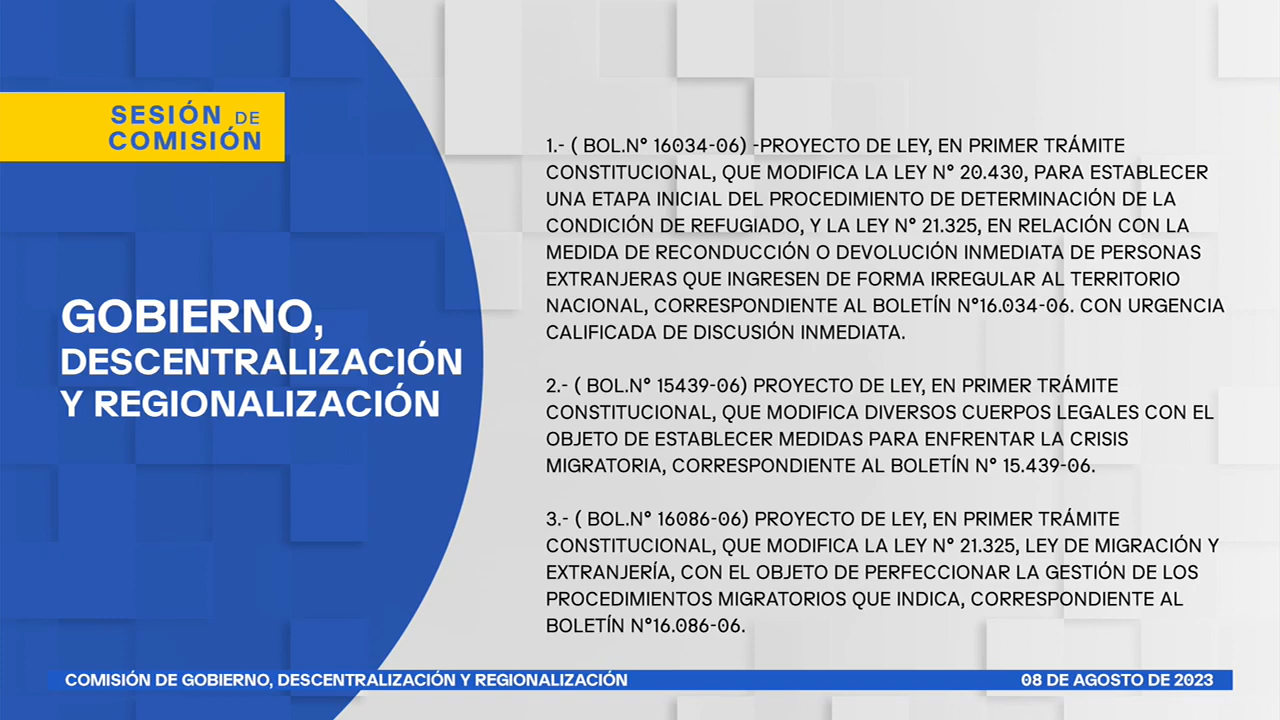 SESIÓN DE
COMISIÓN
GOBIERNO,
DESCENTRALIZACIÓN
Y REGIONALIZACIÓN
1.- ( BOL.N° 16034-06) -PROYECTO DE LEY, EN PRIMER TRÁMITE
CONSTITUCIONAL, QUE MODIFICA LA LEY N° 20.430, PARA ESTABLECER
UNA ETAPA INICIAL DEL PROCEDIMIENTO DE DETERMINACIÓN DE LA
CONDICIÓN DE REFUGIADO, Y LA LEY N° 21.325, EN RELACIÓN CON LA
MEDIDA DE RECONDUCCIÓN O DEVOLUCIÓN INMEDIATA DE PERSONAS
EXTRANJERAS QUE INGRESEN DE FORMA IRREGULAR AL TERRITORIO
NACIONAL, CORRESPONDIENTE AL BOLETÍN N°16.034-06. CON URGENCIA
CALIFICADA DE DISCUSIÓN INMEDIATA.
2.- ( BOL.N° 15439-06) PROYECTO DE LEY, EN PRIMER TRÁMITE
CONSTITUCIONAL, QUE MODIFICA DIVERSOS CUERPOS LEGALES CON EL
OBJETO DE ESTABLECER MEDIDAS PARA ENFRENTAR LA CRISIS
MIGRATORIA, CORRESPONDIENTE AL BOLETÍN N° 15.439-06.
3.- ( BOL.N° 16086-06) PROYECTO DE LEY, EN PRIMER TRÁMITE
CONSTITUCIONAL, QUE MODIFICA LA LEY N° 21.325, LEY DE MIGRACIÓN Y
EXTRANJERÍA, CON EL OBJETO DE PERFECCIONAR LA GESTIÓN DE LOS
PROCEDIMIENTOS MIGRATORIOS QUE INDICA, CORRESPONDIENTE AL
BOLETÍN N°16.086-06.
COMISIÓN DE GOBIERNO, DESCENTRALIZACIÓN Y REGIONALIZACIÓN
08 DE AGOSTO DE 2023